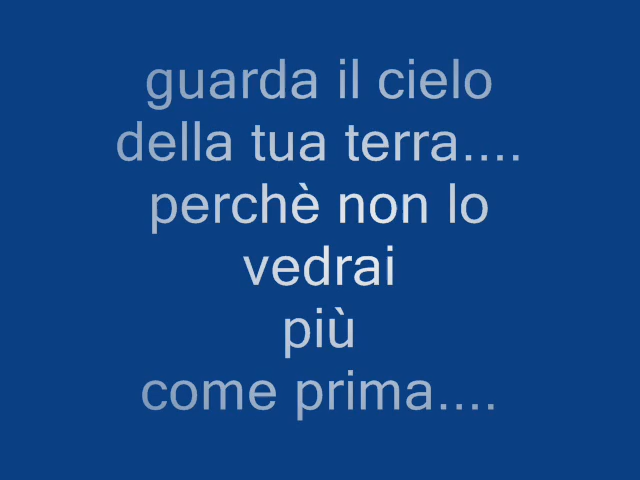 guarda il cielo
della tua terra....
perchè non lo
vedrai
più
come prima....